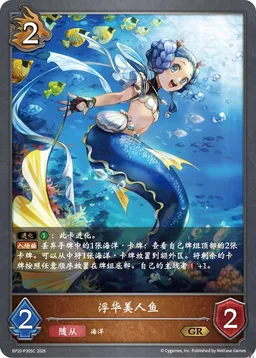 2
进化 1 :此卡进化。
入场曲 丢弃手牌中的1张海洋·卡牌:查看自己牌组顶部的2张
卡牌。可以从中将1张海洋·卡牌放置到额外区。将剩余的卡
牌按照任意顺序放置在牌组底部。自己的主战者 +1。
浮华美人鱼
2
随从 海洋
GR
2
© Cygames, Inc. Copyright Produced by NetEase Games